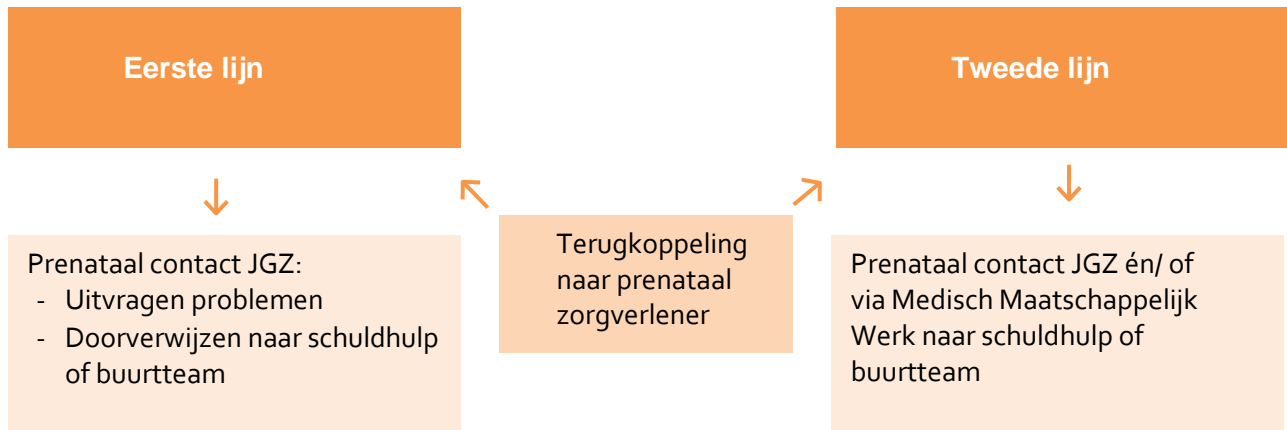 Eerste lijn
Tweede lijn
Prenataal contact JGZ:
- Uitvragen problemen
- Doorverwijzen naar schuldhulp
of buurtteam
Terugkoppeling
naar prenataal
zorgverlener
Prenataal contact JGZ én/ of
via Medisch Maatschappelijk
Werk naar schuldhulp of
buurtteam